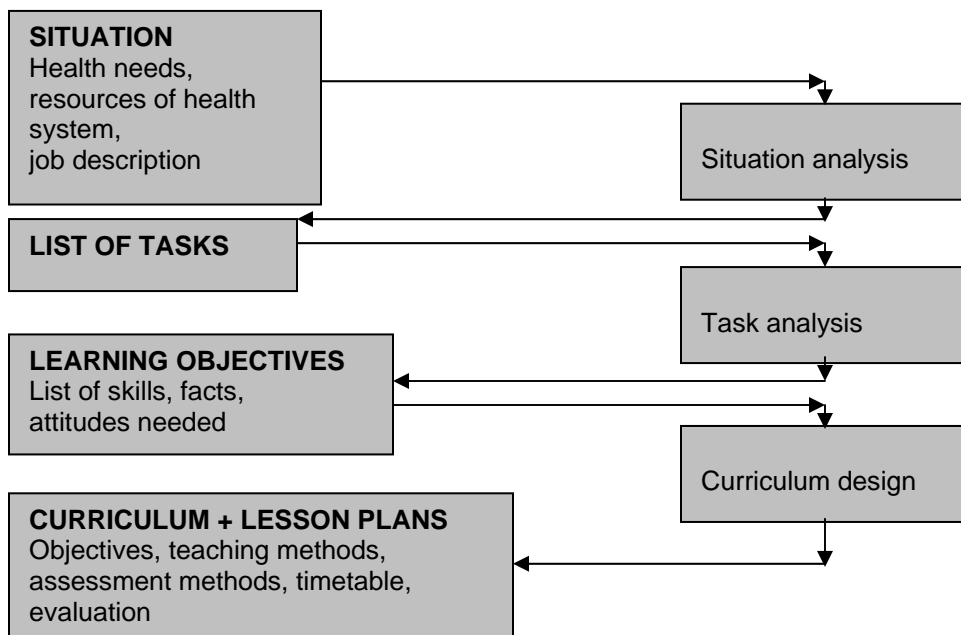 SITUATION
Health needs,
resources of health
system,
job description
Situation analysis
LIST OF TASKS
Task analysis
LEARNING OBJECTIVES
List of skills, facts,
attitudes needed
Curriculum design
CURRICULUM + LESSON PLANS
Objectives, teaching methods,
assessment methods, timetable,
evaluation